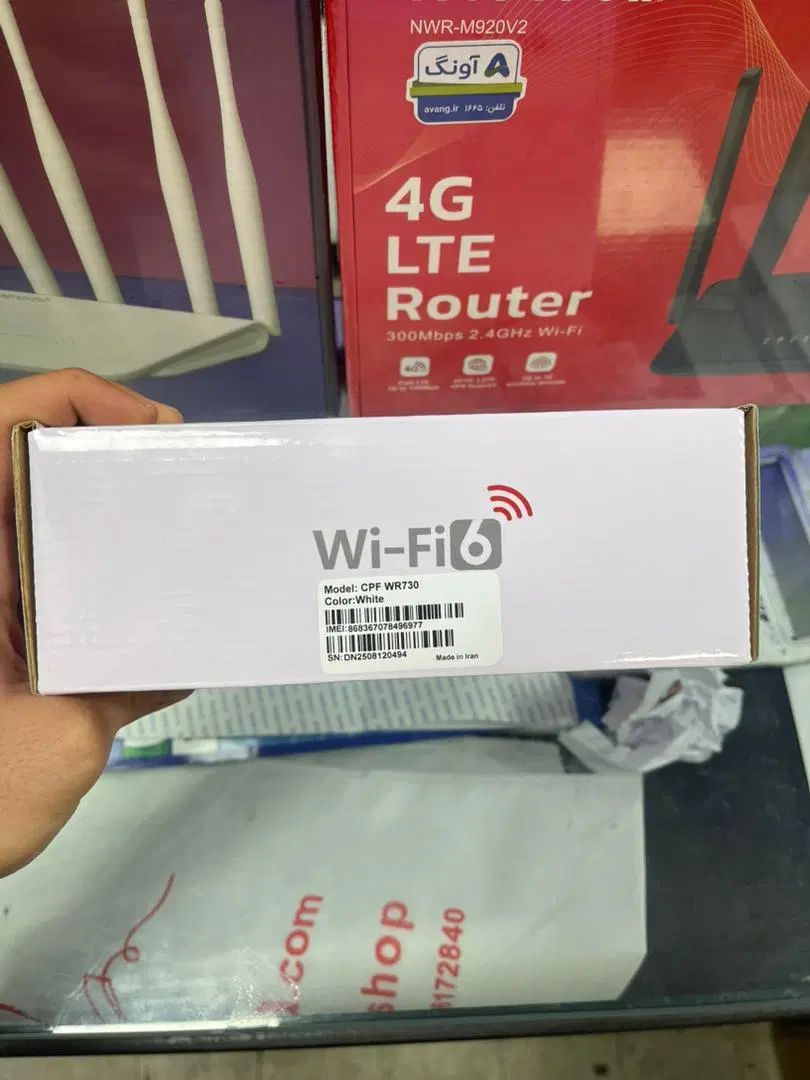 NWR-M920V2
آونگ
تلفن: ۱۶۶۵ avang.ir
4G
LTE
Router
300Mbps 2.4GHz Wi-Fi
Wi-Fi 6
Model: CPF WR730
Color:White
IMEI:868367078496977
SN:DN2508120494 Made in Iran
.com
shop
6172840